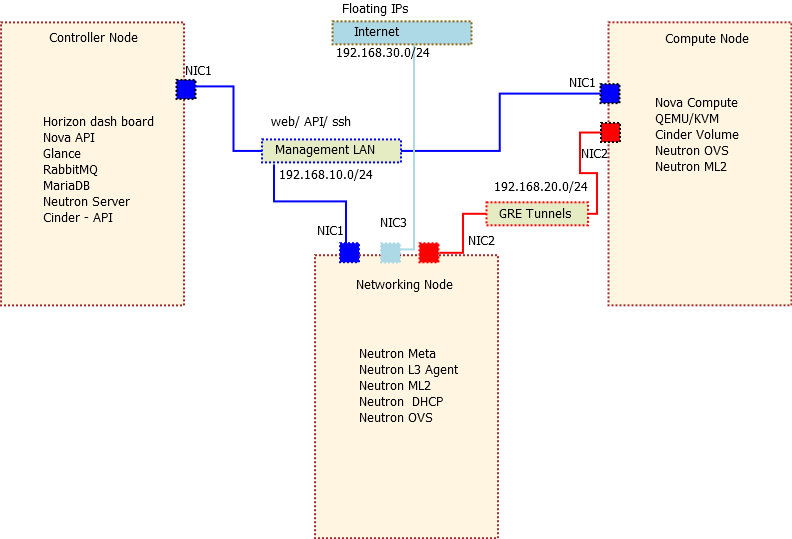 Floating IPs
Internet
192.168.30.0/24
Controller Node
NIC1
Horizon dash board
Nova API
Glance
RabbitMQ
MariaDB
Neutron Server
Cinder - API
web/ API/ ssh
Management LAN
192.168.10.0/24
Compute Node
NIC1
NIC2
Nova Compute
QEMU/KVM
Cinder Volume
Neutron OVS
Neutron ML2
192.168.20.0/24
GRE Tunnels
NIC1
NIC3
NIC2
Networking Node
Neutron Meta
Neutron L3 Agent
Neutron ML2
Neutron  DHCP
Neutron OVS